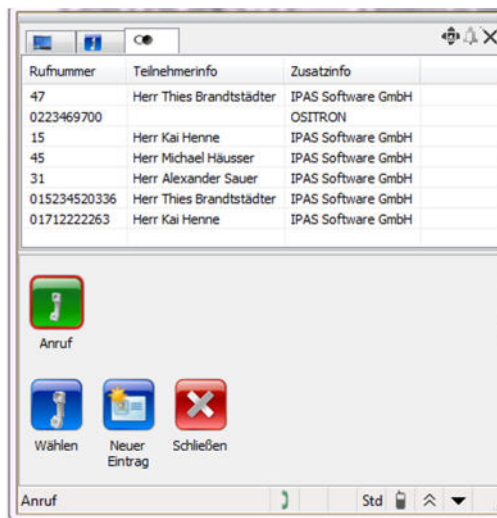 Rufnummer Teilnehmerinfo Zusatzinfo
47 Herr Thies Brandtstädter IPAS Software GmbH
0223469700 OSITRON
15 Herr Kai Henne IPAS Software GmbH
45 Herr Michael Häusser IPAS Software GmbH
31 Herr Alexander Sauer IPAS Software GmbH
015234520336 Herr Thies Brandtstädter IPAS Software GmbH
01712222263 Herr Kai Henne IPAS Software GmbH
Anruf
Wählen Neuer Schließen
Eintrag
Anruf Std